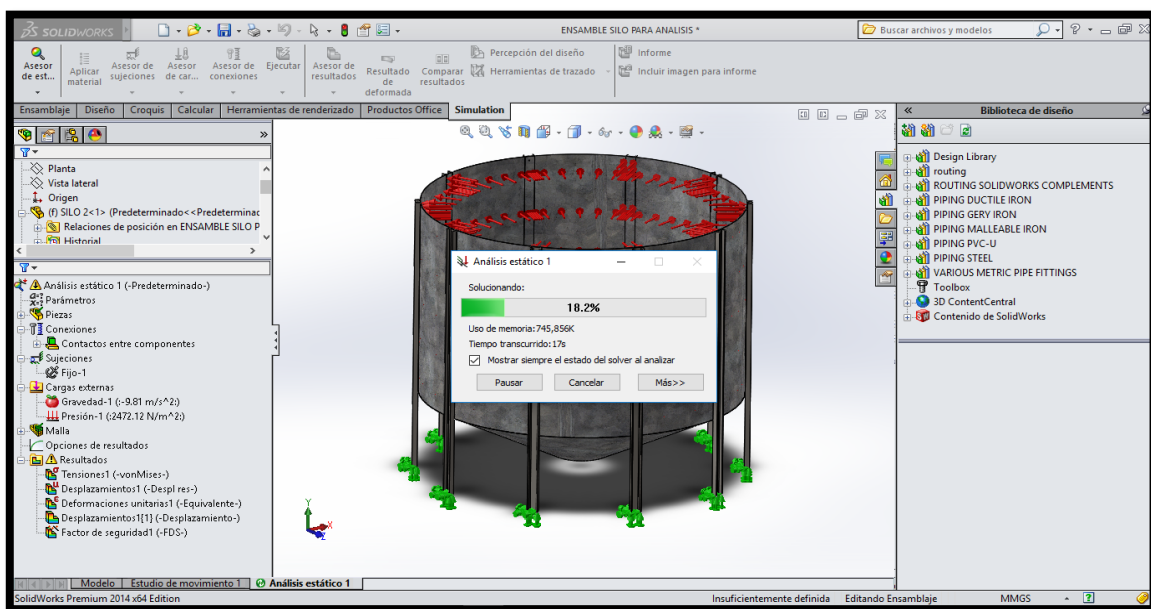 SOLIDWORKS
ENSAMBLE SILO PARA ANALISIS *
Buscar archivos y modelos
Asesor de est...
Aplicar material
Asesor de sujeciones
Asesor de car...
Asesor de conexiones
Ejecutar
Asesor de resultados
Resultado de deformada
Comparar resultados
Percepción del diseño
Herramientas de trazado
Informe
Incluir imagen para informe
Ensamblaje
Diseño
Croquis
Calcular
Herramientas de renderizado
Productos Office
Simulation
Planta
Vista lateral
Origen
(f) SILO 2<1> (Predeterminado<<Predeterminac
Relaciones de posición en ENSAMBLE SILO P
Historial
Análisis estático 1 (-Predeterminado-)
Parámetros
Piezas
Conexiones
Contactos entre componentes
Sujeciones
Fijo-1
Cargas externas
Gravedad-1 (:-9.81 m/s^2:)
Presión-1 (:2472.12 N/m^2:)
Malla
Opciones de resultados
Resultados
Tensiones1 (-vonMises-)
Desplazamientos1 (-Despl res-)
Deformaciones unitarias1 (-Equivalente-)
Desplazamientos1{1} (-Desplazamiento-)
Factor de seguridad1 (-FDS-)
Análisis estático 1
Solucionando:
18.2%
Uso de memoria:745,856K
Tiempo transcurrido:17s
Mostrar siempre el estado del solver al analizar
Pausar
Cancelar
Más>>
Y
X
Z
Biblioteca de diseño
Design Library
routing
ROUTING SOLIDWORKS COMPLEMENTS
PIPING DUCTILE IRON
PIPING GERY IRON
PIPING MALLEABLE IRON
PIPING PVC-U
PIPING STEEL
VARIOUS METRIC PIPE FITTINGS
Toolbox
3D ContentCentral
Contenido de SolidWorks
Modelo
Estudio de movimiento 1
Análisis estático 1
SolidWorks Premium 2014 x64 Edition
Insuficientemente definida
Editando Ensamblaje
MMGS